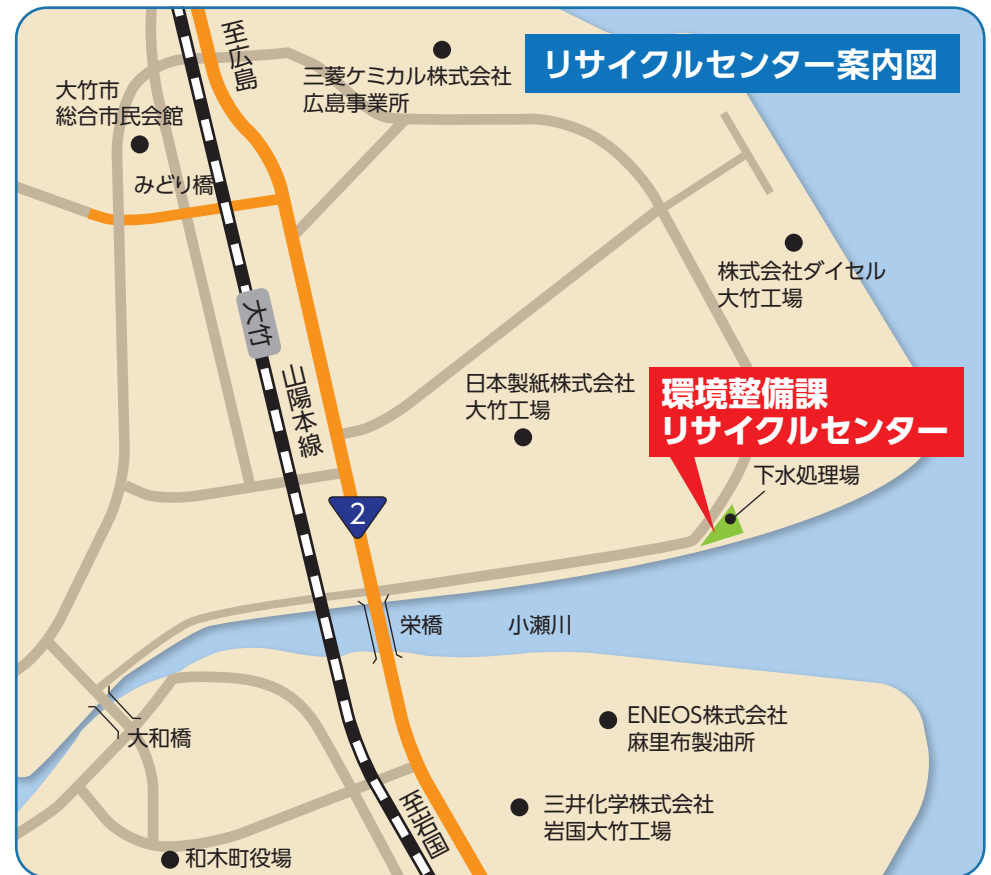 リサイクルセンター案内図
至広島
三菱ケミカル株式会社
広島事業所
大竹市
総合市民会館
みどり橋
株式会社ダイセル
大竹工場
大竹
山陽本線
日本製紙株式会社
大竹工場
環境整備課
リサイクルセンター
下水処理場
2
栄橋
小瀬川
大和橋
ENEOS株式会社
麻里布製油所
三井化学株式会社
岩国大竹工場
至岩国
和木町役場